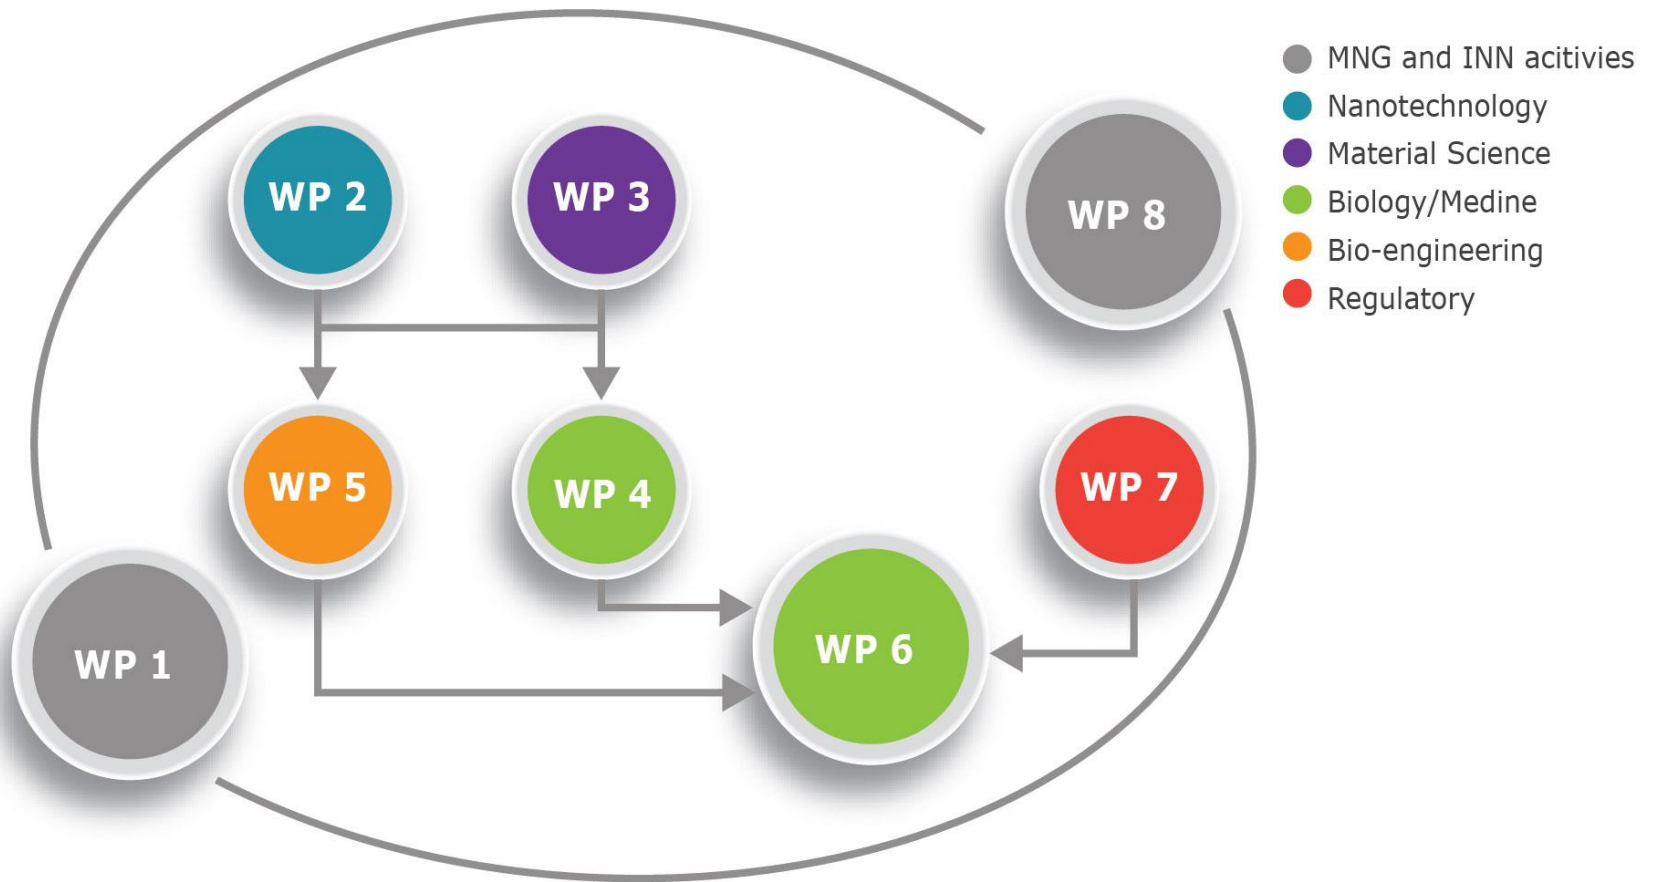 MNG and INN acitivies
Nanotechnology
Material Science
Biology/Medine
Bio-engineering
Regulatory
WP 2
WP 3
WP 8
WP 5
WP 4
WP 7
WP 6
WP 1